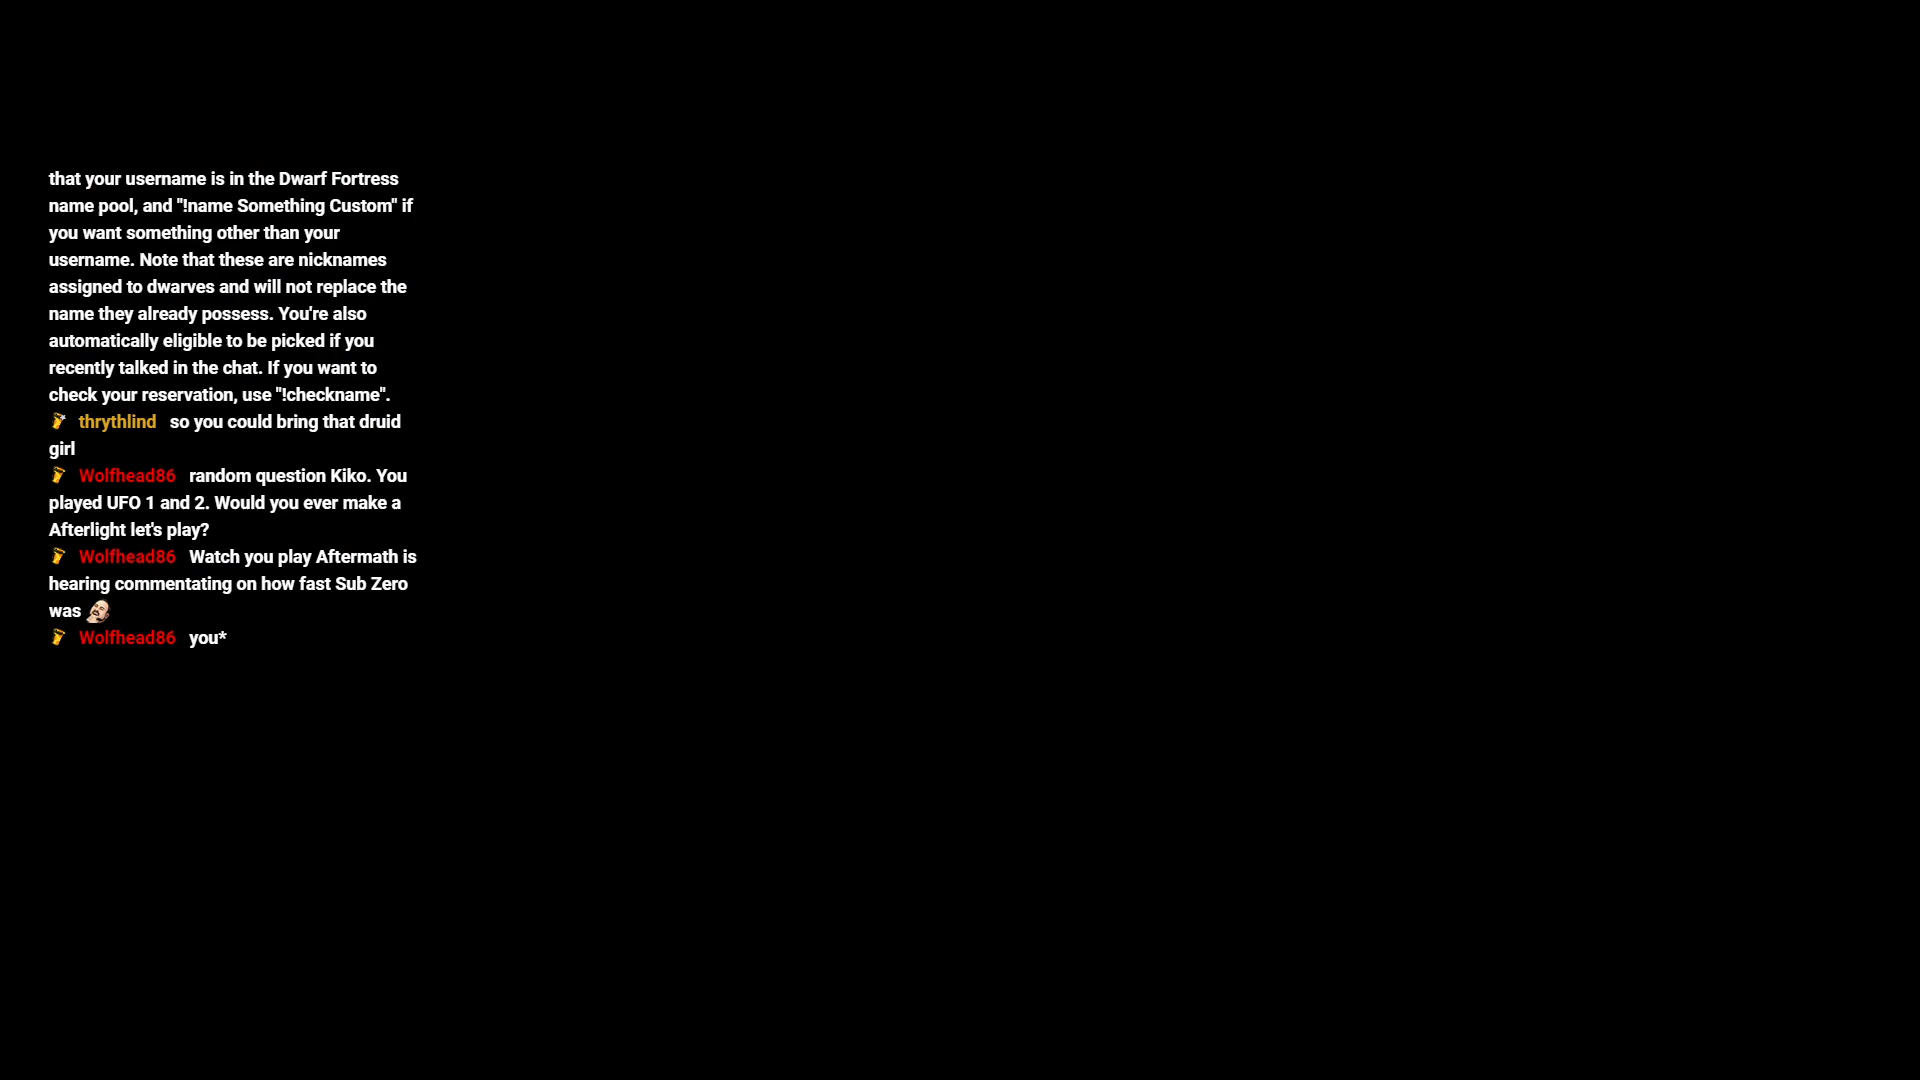 that your username is in the Dwarf Fortress
name pool, and "!name Something Custom" if
you want something other than your
username. Note that these are nicknames
assigned to dwarves and will not replace the
name they already possess. You're also
automatically eligible to be picked if you
recently talked in the chat. If you want to
check your reservation, use "!checkname".
thrythlind so you could bring that druid
girl
Wolfhead86 random question Kiko. You
played UFO 1 and 2. Would you ever make a
Afterlight let's play?
Wolfhead86 Watch you play Aftermath is
hearing commentating on how fast Sub Zero
was
Wolfhead86 you*